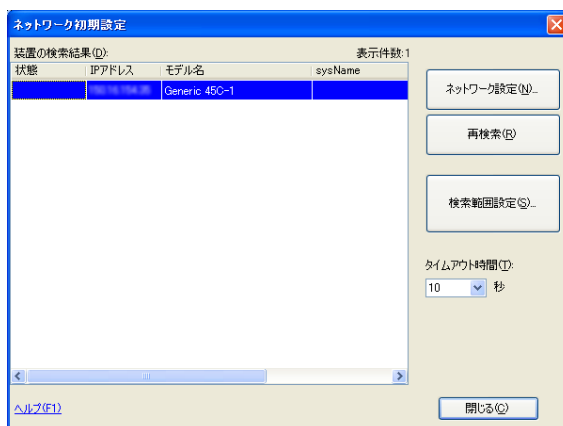 ネットワーク初期設定
装置の検索結果(D): 表示件数:1
状態 IPアドレス モデル名 sysName
Generic 45C-1
ネットワーク設定(N)...
再検索(R)
検索範囲設定(S)...
タイムアウト時間(T):
10 秒
ヘルプ(F1)
閉じる(C)